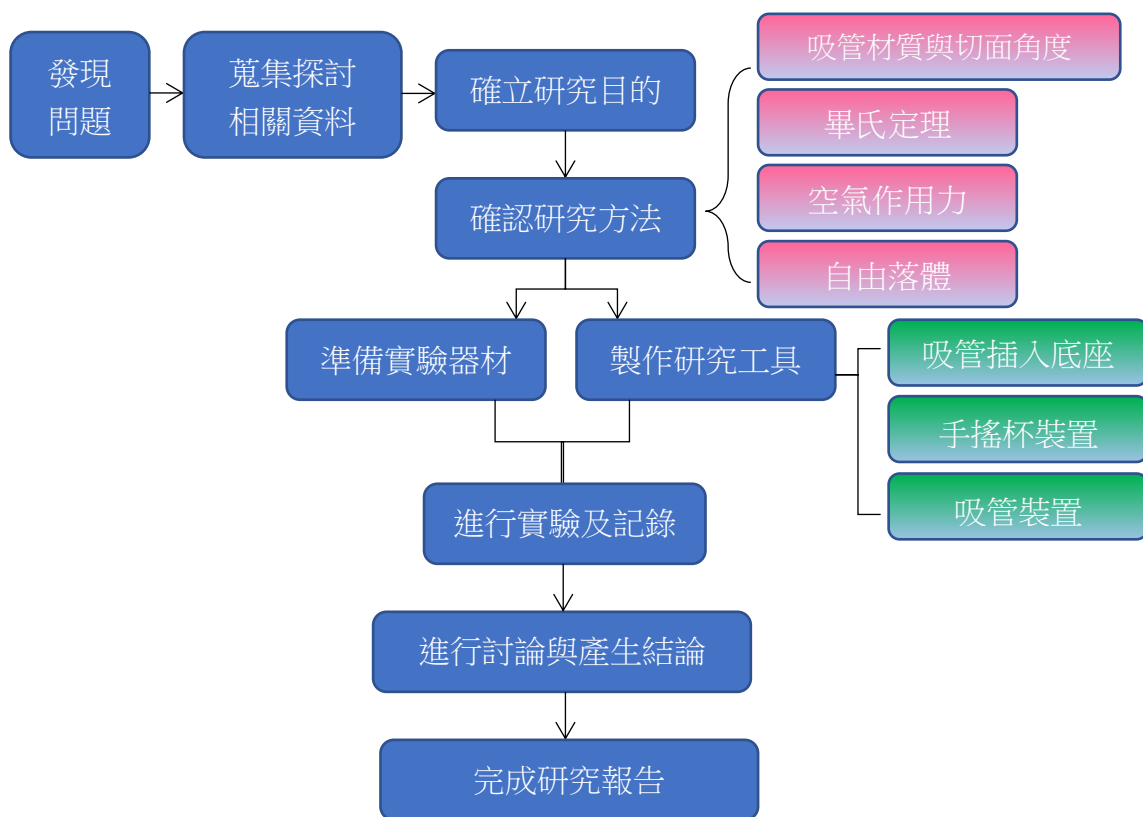 發現
問題
蒐集探討
相關資料
確立研究目的
吸管材質與切面角度
畢氏定理
空氣作用力
自由落體
確認研究方法
準備實驗器材
製作研究工具
吸管插入底座
手搖杯裝置
吸管裝置
進行實驗及記錄
進行討論與產生結論
完成研究報告